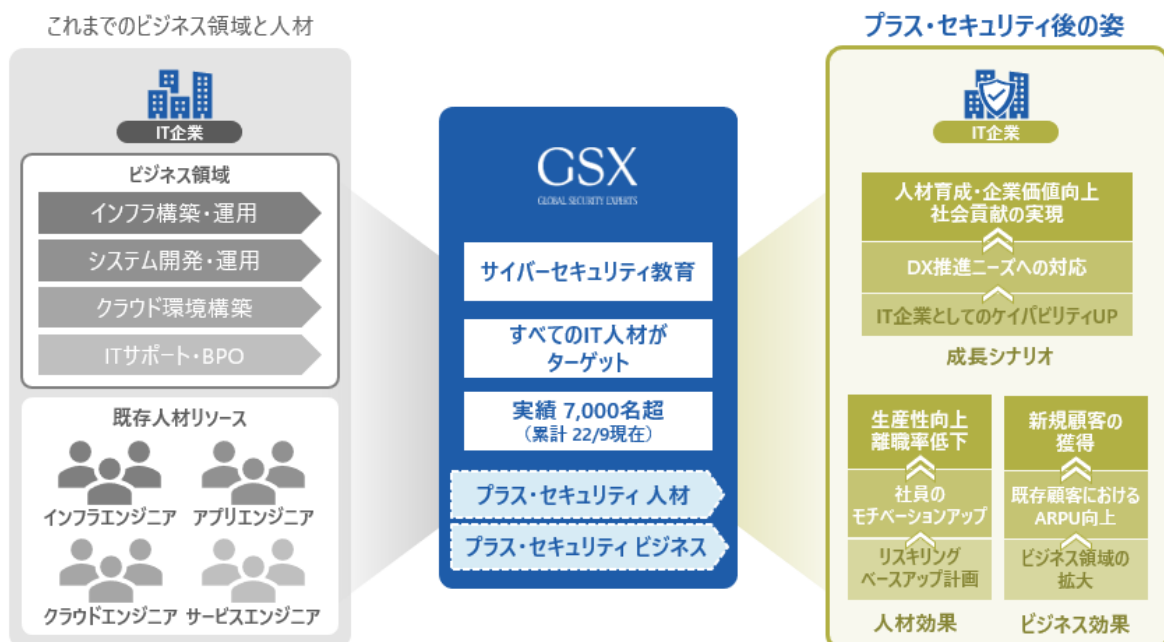 これまでのビジネス領域と人材
IT企業
ビジネス領域
インフラ構築・運用
システム開発・運用
クラウド環境構築
ITサポート・BPO
既存人材リソース
インフラエンジニア
アプリエンジニア
クラウドエンジニア
サービスエンジニア
GSX
GLOBAL SECURITY EXPERTS
サイバーセキュリティ教育
すべてのIT人材が
ターゲット
実績 7,000名超
(累計 22/9現在)
プラス・セキュリティ 人材
プラス・セキュリティ ビジネス
プラス・セキュリティ後の姿
IT企業
人材育成・企業価値向上
社会貢献の実現
DX推進ニーズへの対応
IT企業としてのケイパビリティUP
成長シナリオ
生産性向上
離職率低下
社員の
モチベーションアップ
リスキリング
ベースアップ計画
人材効果
新規顧客の
獲得
既存顧客における
ARPU向上
ビジネス領域の
拡大
ビジネス効果